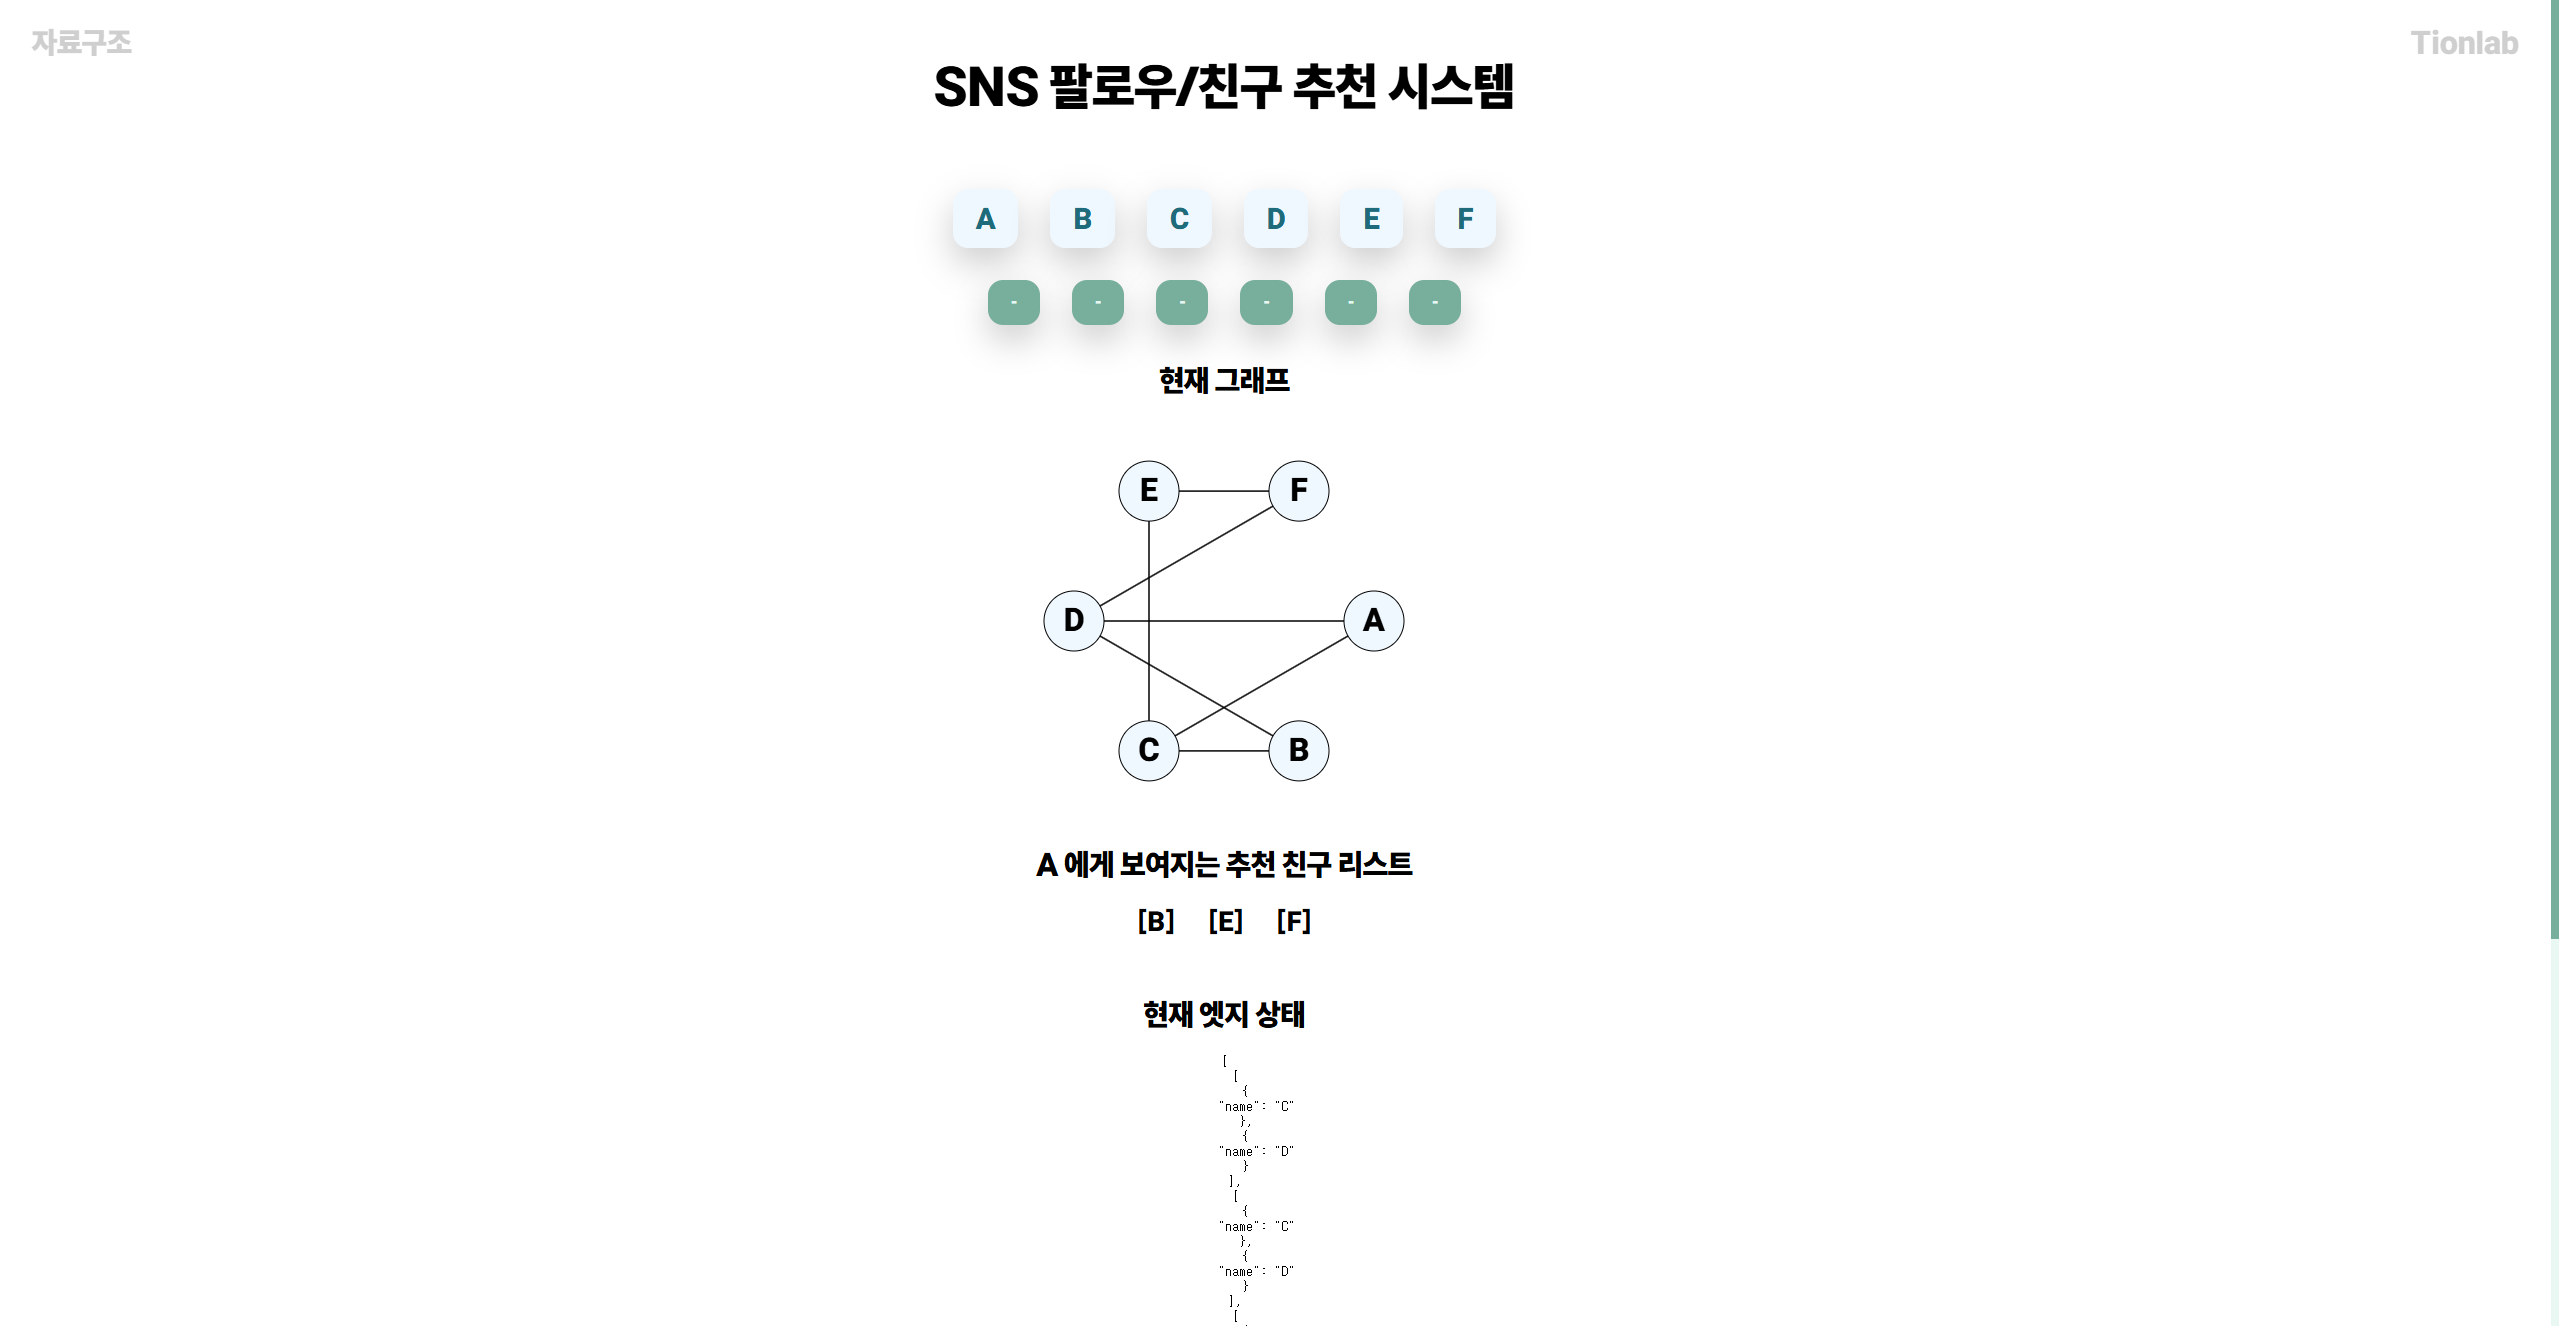 자료구조
Tionlab
SNS 팔로우/친구 추천 시스템
A B C D E F
- - - - - -
현재 그래프
E F
D A
C B
A 에게 보여지는 추천 친구 리스트
[B] [E] [F]
현재 엣지 상태
[
[
{
"name": "C"
},
{
"name": "D"
}
],
[
{
"name": "C"
},
{
"name": "D"
}
],
[